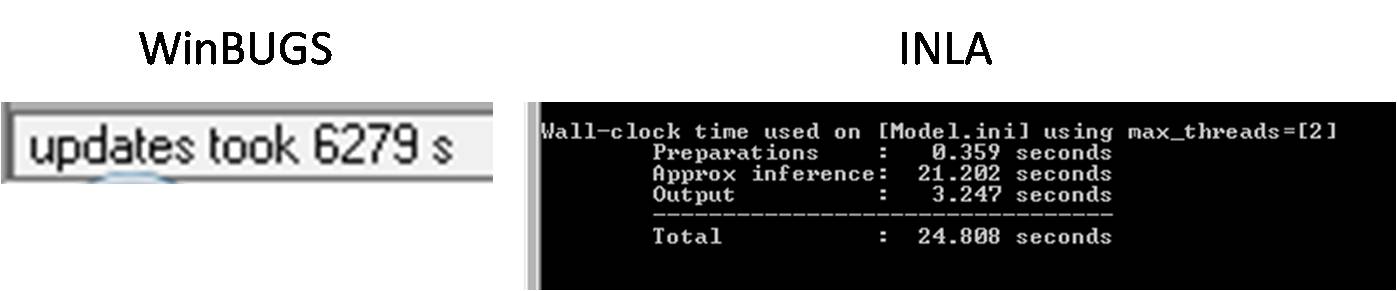 WinBUGS
INLA
updates took 6279 s
Wall-clock time used on [Model.ini] using max_threads=[2]
Preparations : 0.359 seconds
Approx inference: 21.202 seconds
Output : 3.247 seconds
---------------------------------
Total : 24.808 seconds